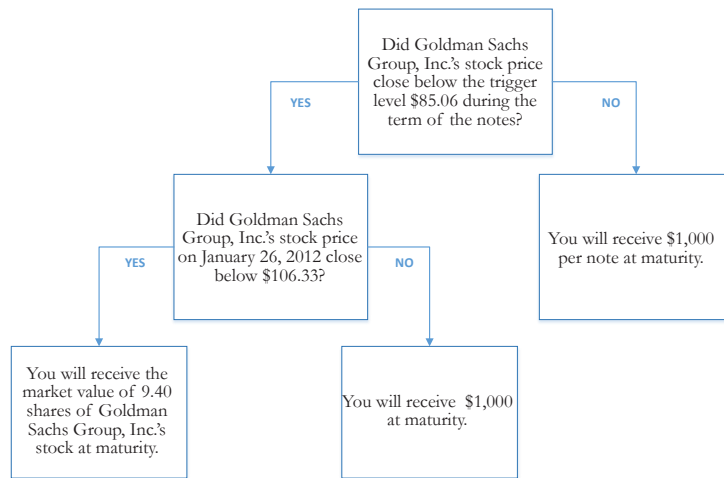 Did Goldman Sachs
Group, Inc.'s stock price
close below the trigger
level $85.06 during the
term of the notes?
YES
NO
Did Goldman Sachs
Group, Inc.'s stock price
on January 26, 2012 close
below $106.33?
You will receive $1,000
per note at maturity.
YES
NO
You will receive the
market value of 9.40
shares of Goldman
Sachs Group, Inc.'s
stock at maturity.
You will receive $1,000
at maturity.